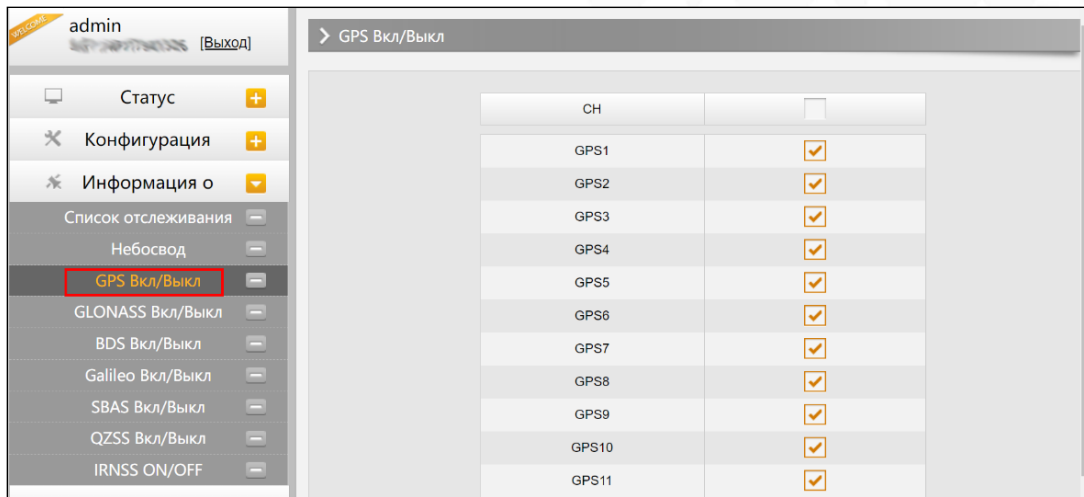 WELCOME
admin
[Выход]
GPS Вкл/Выкл
Статус
Конфигурация
Информация о
Список отслеживания
Небосвод
GPS Вкл/Выкл
GLONASS Вкл/Выкл
BDS Вкл/Выкл
Galileo Вкл/Выкл
SBAS Вкл/Выкл
QZSS Вкл/Выкл
IRNSS ON/OFF
CH
GPS1
GPS2
GPS3
GPS4
GPS5
GPS6
GPS7
GPS8
GPS9
GPS10
GPS11